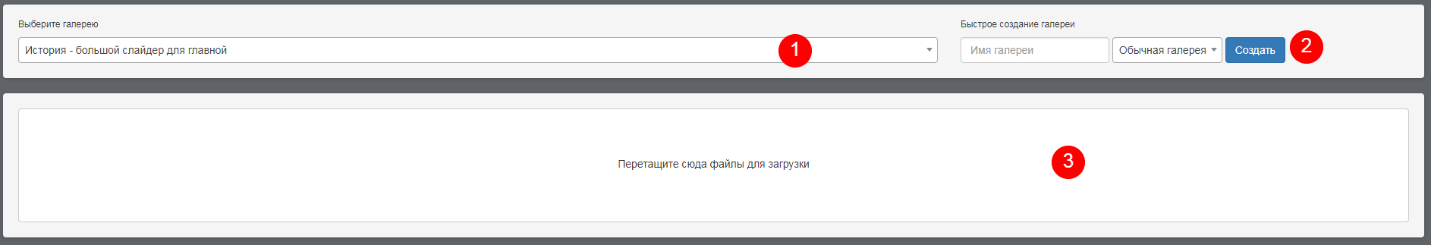 Выберите галерею
История - большой слайдер для главной
1
Быстрое создание галереи
Имя галереи
Обычная галерея
Создать
2
Перетащите сюда файлы для загрузки
3